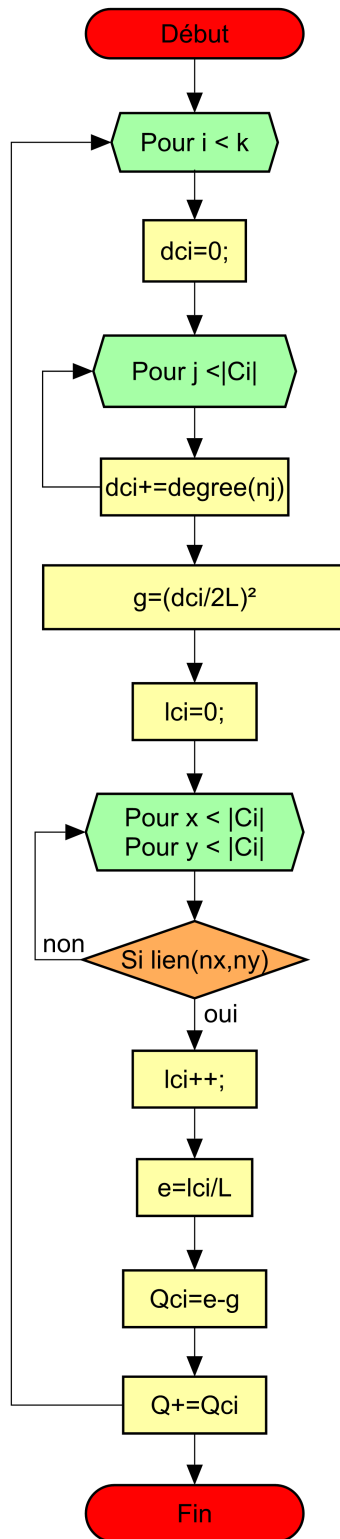 Début
Pour i < k
dci=0;
Pour j <|Ci|
dci+=degree(nj)
g=(dci/2L)²
lci=0;
Pour x < |Ci|
Pour y < |Ci|
non
Si lien(nx,ny)
oui
lci++;
e=lci/L
Qci=e-g
Q+=Qci
Fin